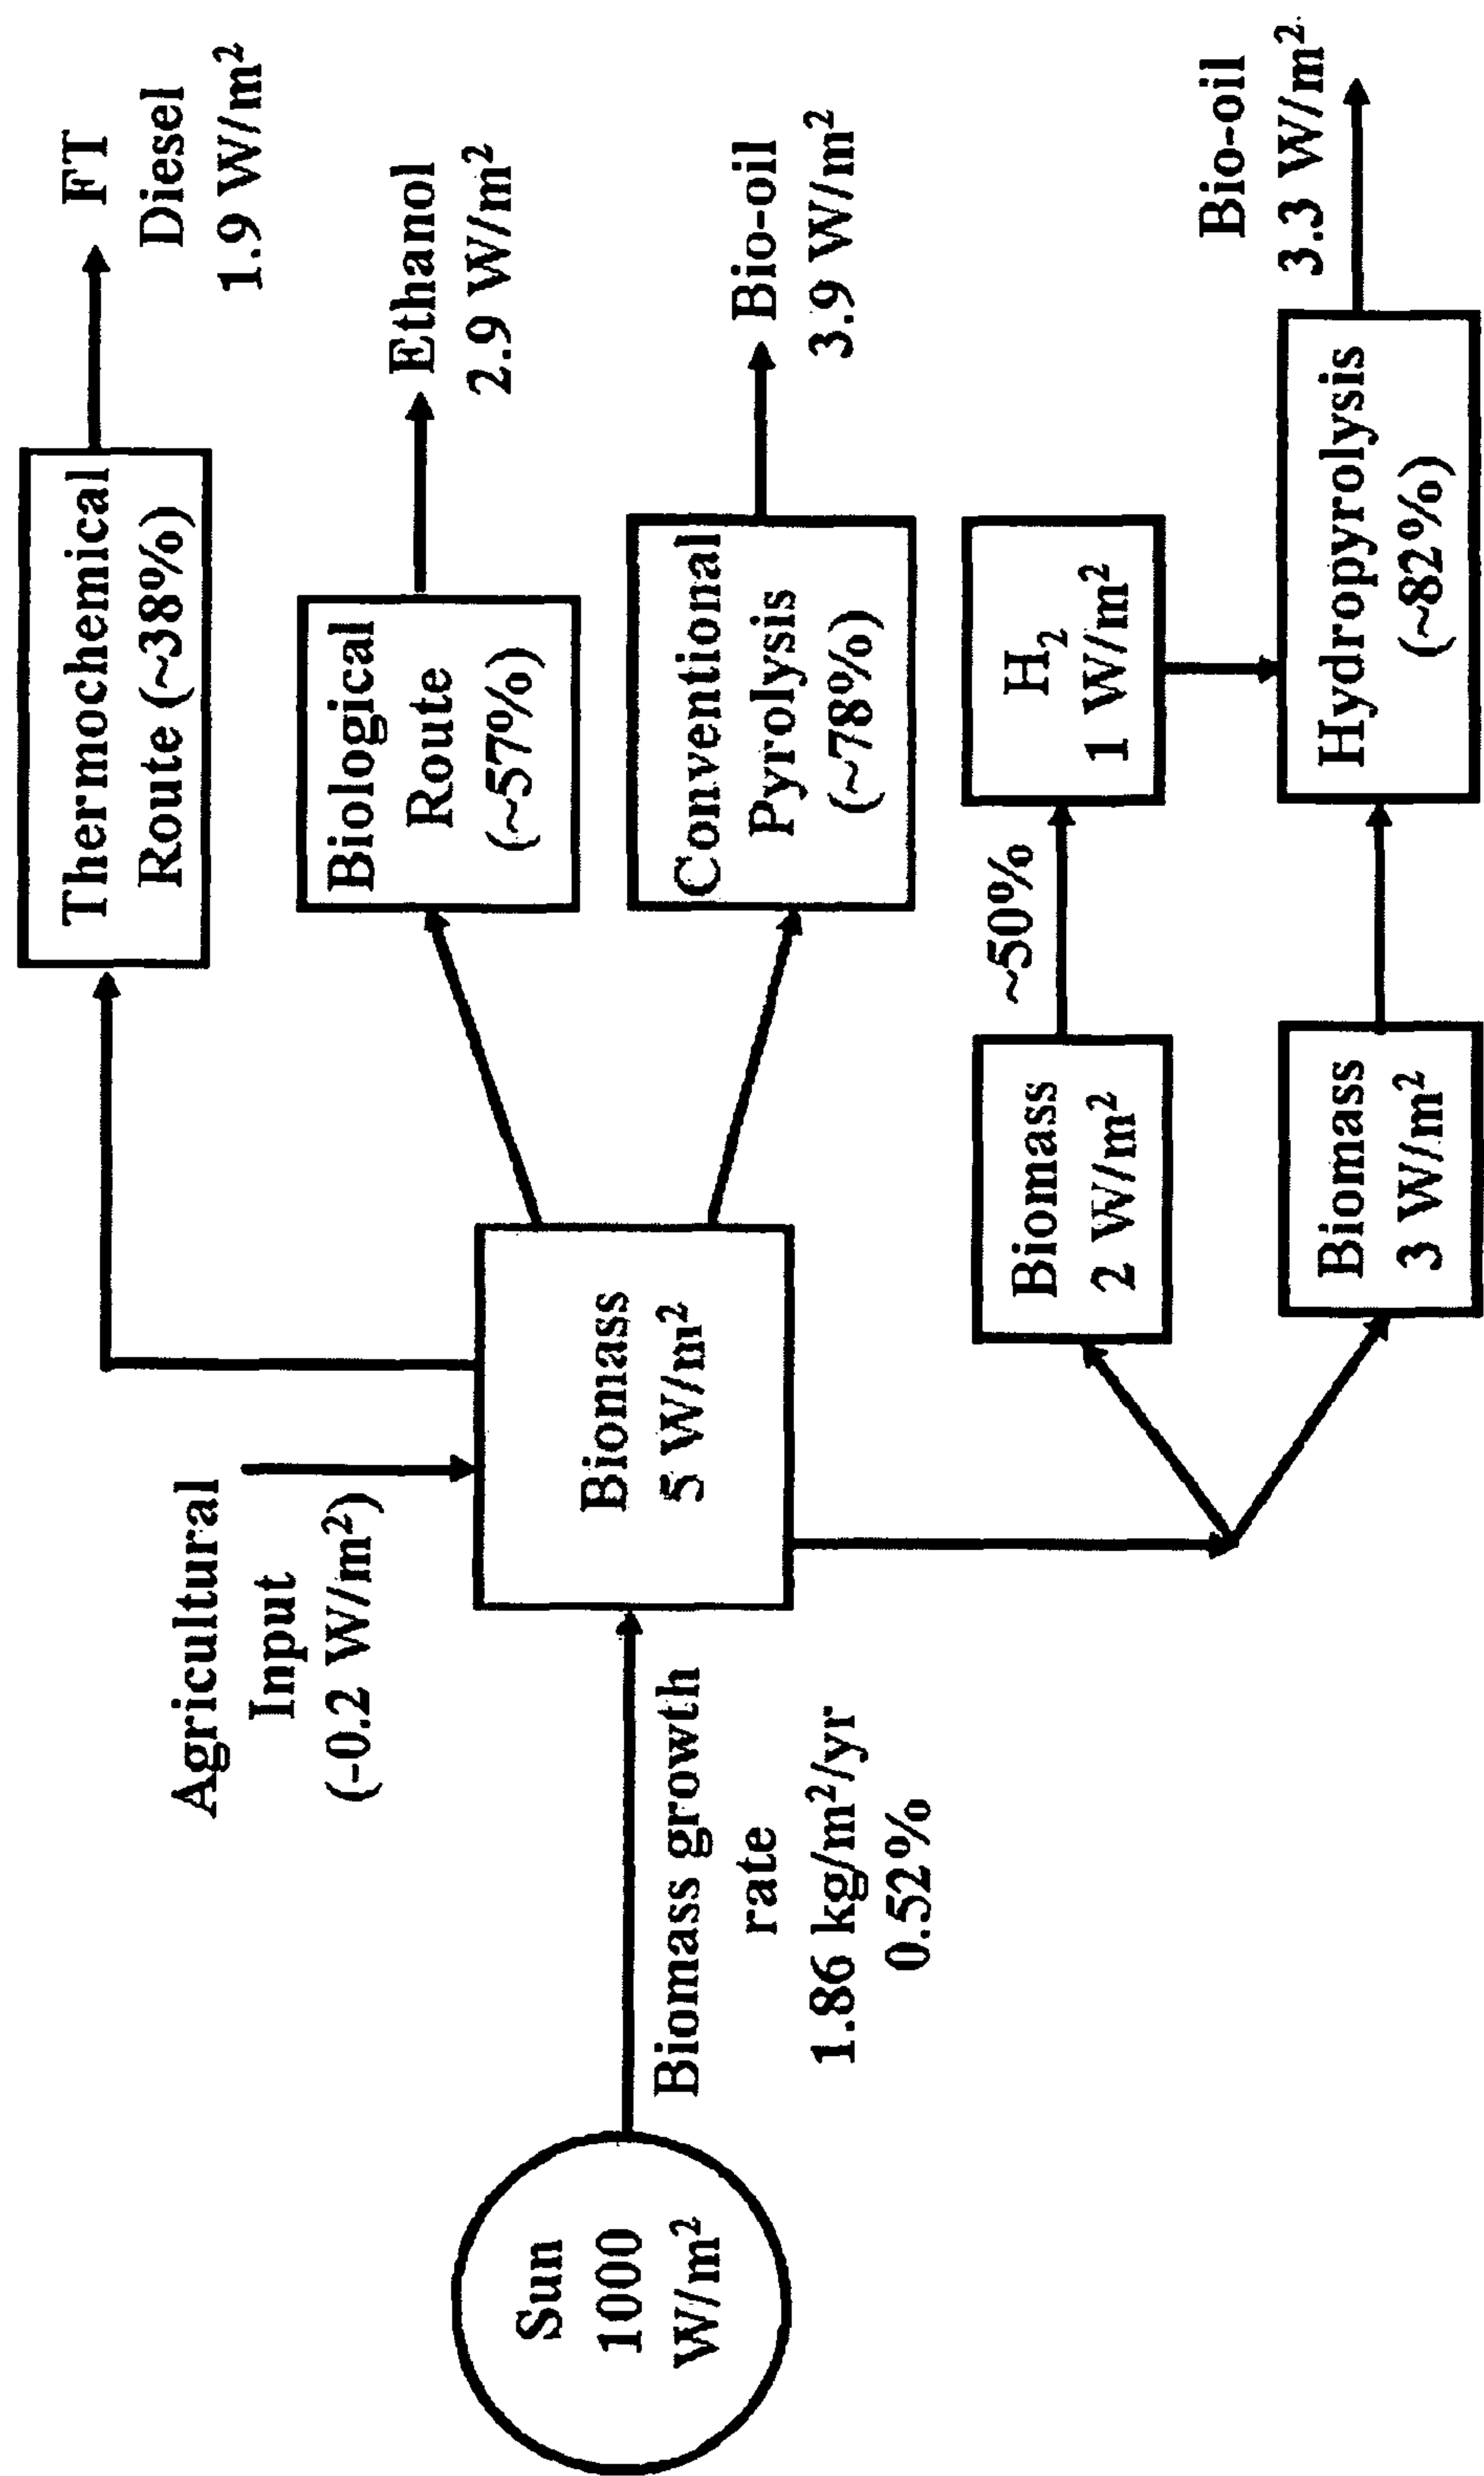 Sun
1000
W/m²
Biomass growth
rate
1.86 kg/m²/yr
0.52%
Agricultural
Input
(-0.2 W/m²)
Biomass
5 W/m²
Thermochemical
Route (~38%)
FT
Diesel
1.9 W/m²
Biological
Route
(~57%)
Ethanol
2.9 W/m²
Conventional
Pyrolysis
(~78%)
Bio-oil
3.9 W/m²
Biomass
2 W/m²
~50%
H₂
1 W/m²
Biomass
3 W/m²
Hydropyrolysis
(~82%)
Bio-oil
3.3 W/m²